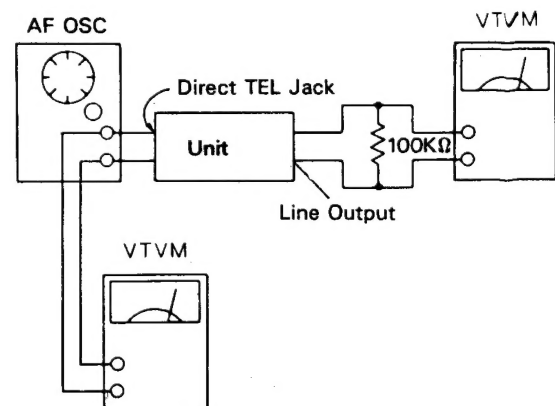 AF OSC
VTVM
Direct TEL Jack
Unit
100KΩ
Line Output
VTVM